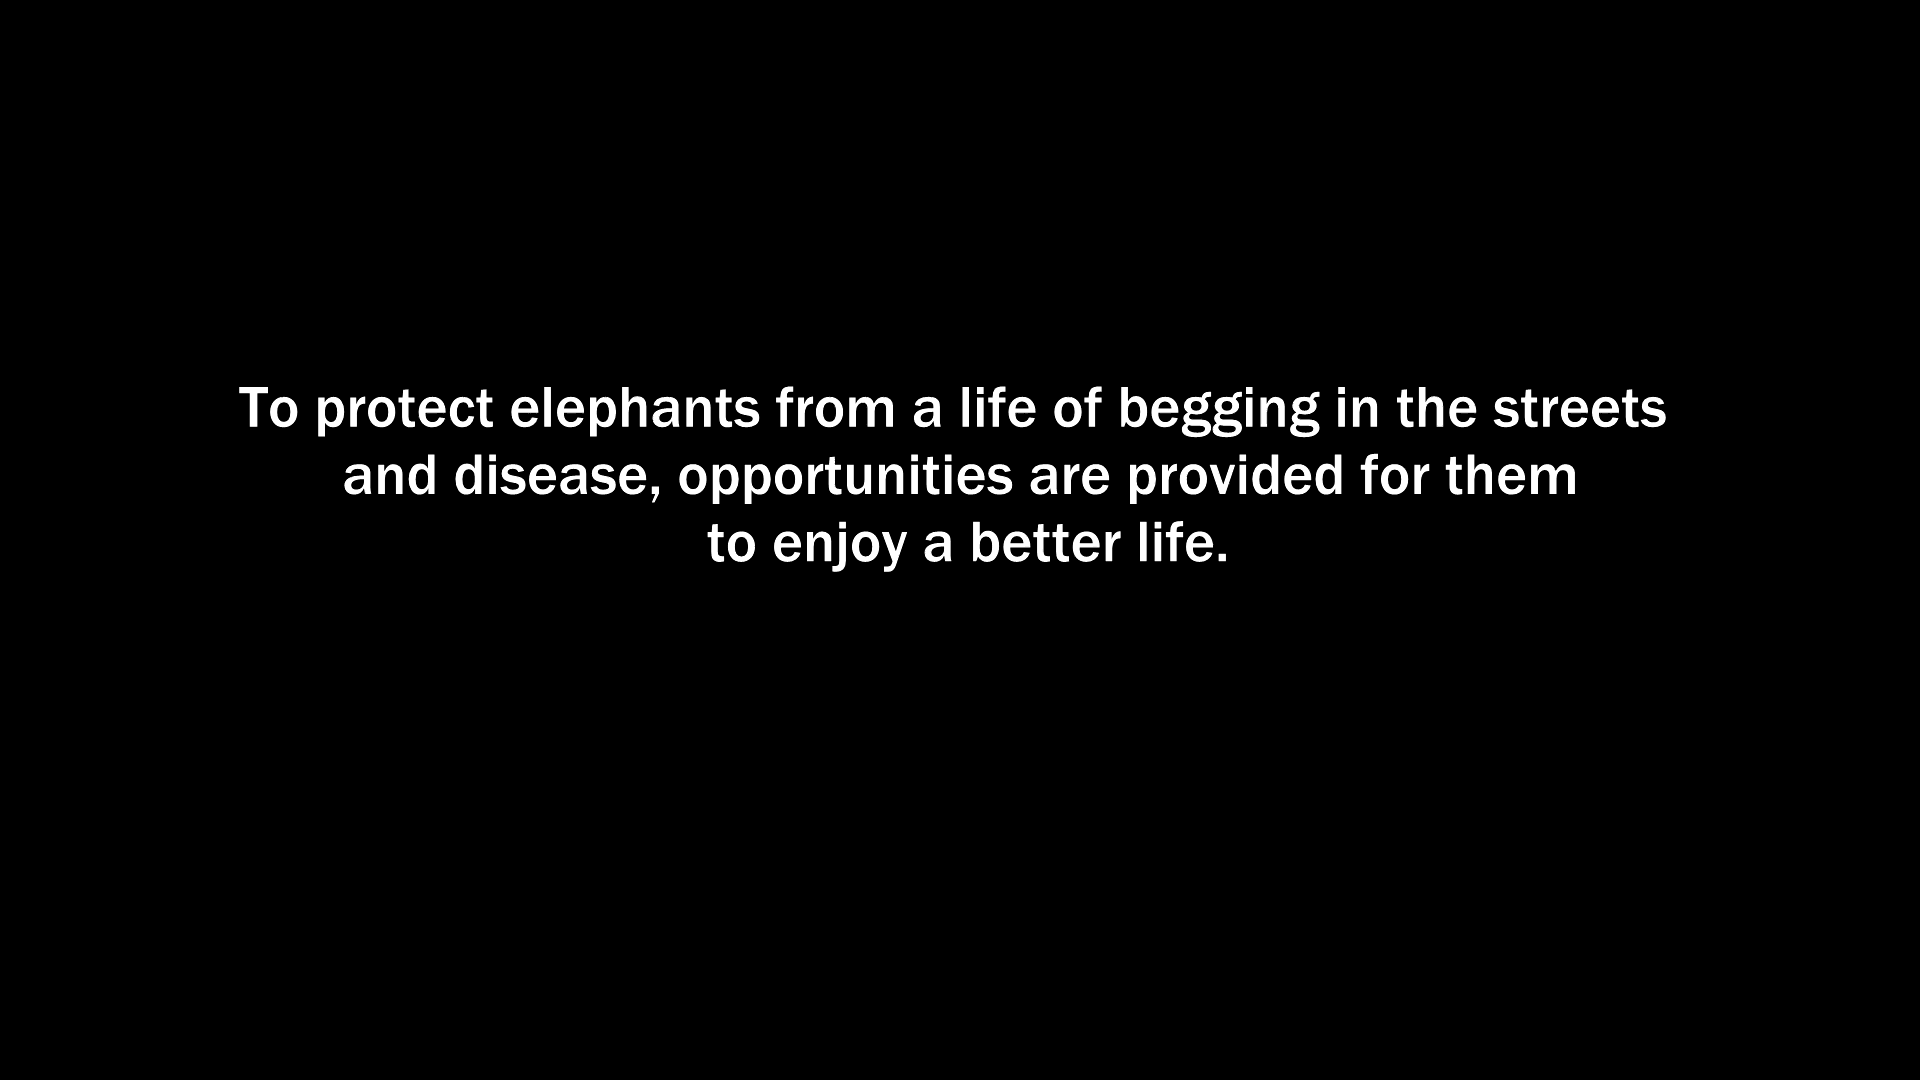 To protect elephants from a life of begging in the streets
and disease, opportunities are provided for them
to enjoy a better life.